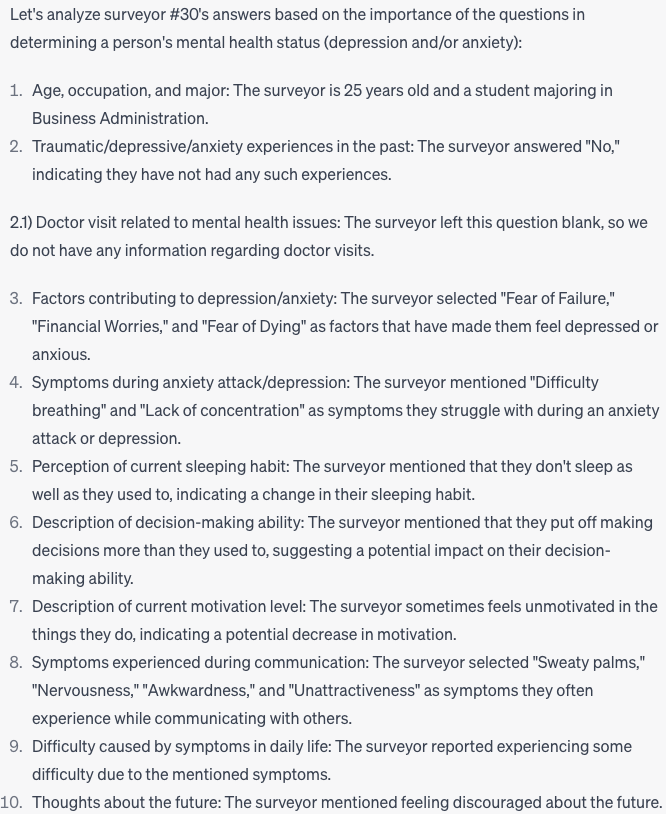 Let's analyze surveyor #30's answers based on the importance of the questions in
determining a person's mental health status (depression and/or anxiety):
1. Age, occupation, and major: The surveyor is 25 years old and a student majoring in
Business Administration.
2. Traumatic/depressive/anxiety experiences in the past: The surveyor answered "No,"
indicating they have not had any such experiences.
2.1) Doctor visit related to mental health issues: The surveyor left this question blank, so we
do not have any information regarding doctor visits.
3. Factors contributing to depression/anxiety: The surveyor selected "Fear of Failure,"
"Financial Worries," and "Fear of Dying" as factors that have made them feel depressed or
anxious.
4. Symptoms during anxiety attack/depression: The surveyor mentioned "Difficulty
breathing" and "Lack of concentration" as symptoms they struggle with during an anxiety
attack or depression.
5. Perception of current sleeping habit: The surveyor mentioned that they don't sleep as
well as they used to, indicating a change in their sleeping habit.
6. Description of decision-making ability: The surveyor mentioned that they put off making
decisions more than they used to, suggesting a potential impact on their decision-
making ability.
7. Description of current motivation level: The surveyor sometimes feels unmotivated in the
things they do, indicating a potential decrease in motivation.
8. Symptoms experienced during communication: The surveyor selected "Sweaty palms,"
"Nervousness," "Awkwardness," and "Unattractiveness" as symptoms they often
experience while communicating with others.
9. Difficulty caused by symptoms in daily life: The surveyor reported experiencing some
difficulty due to the mentioned symptoms.
10. Thoughts about the future: The surveyor mentioned feeling discouraged about the future.